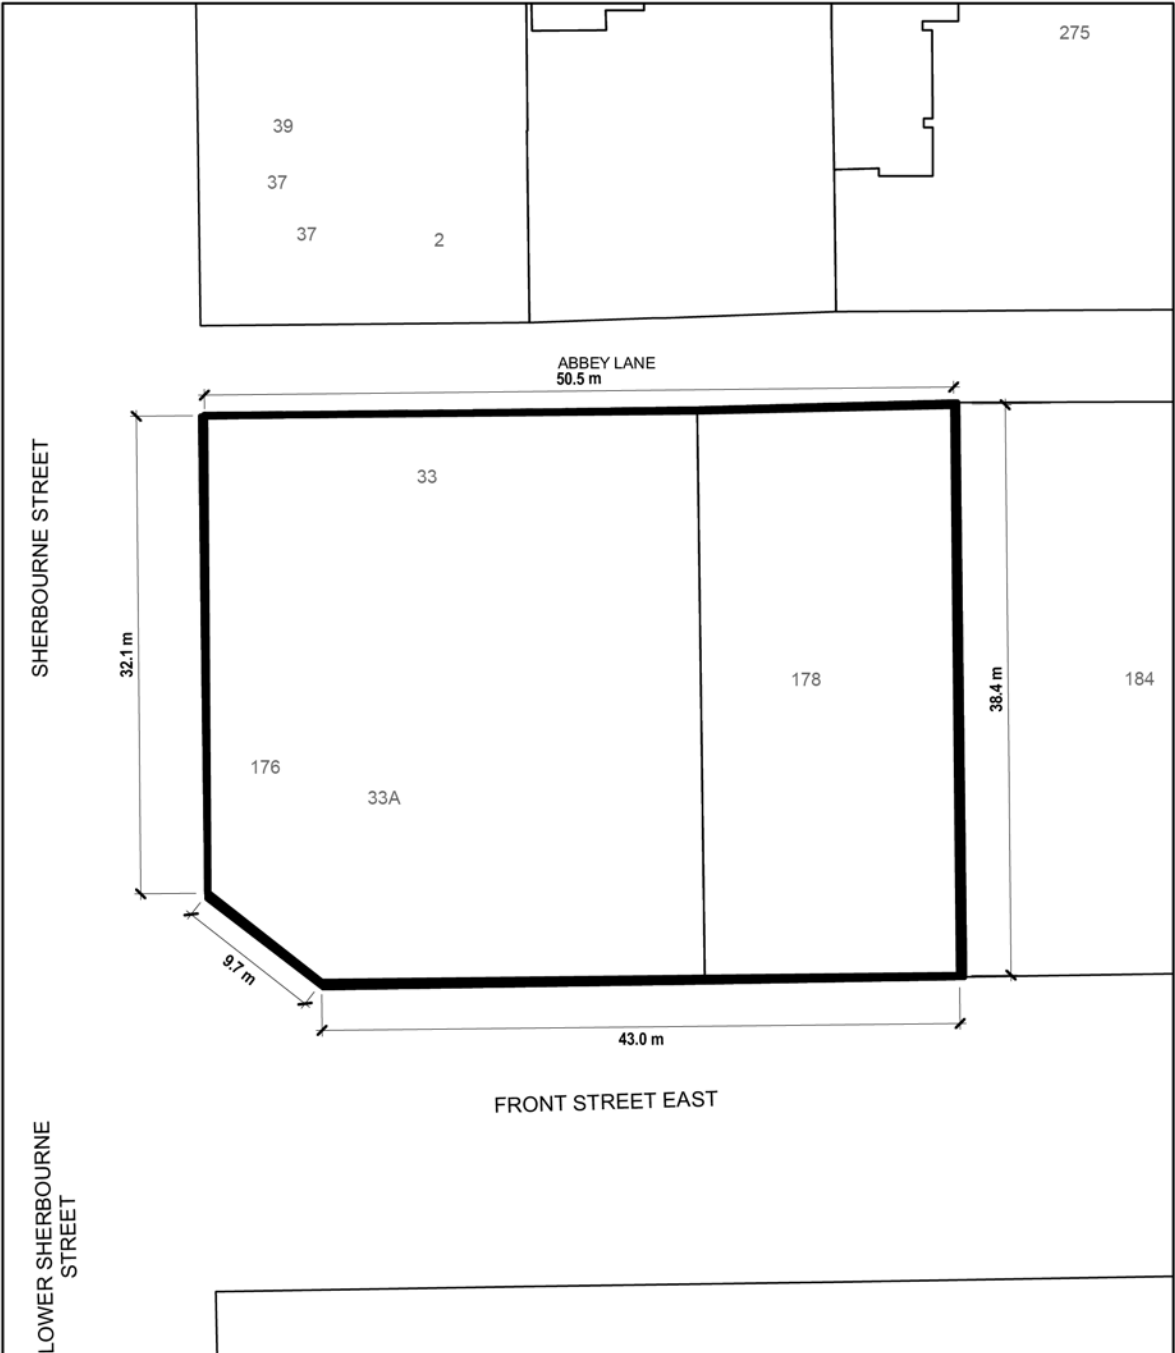 275
39
37
37
2
ABBEY LANE
50.5 m
SHERBOURNE STREET
33
32.1 m
178
38.4 m
184
176
33A
9.7 m
43.0 m
FRONT STREET EAST
LOWER SHERBOURNE
STREET